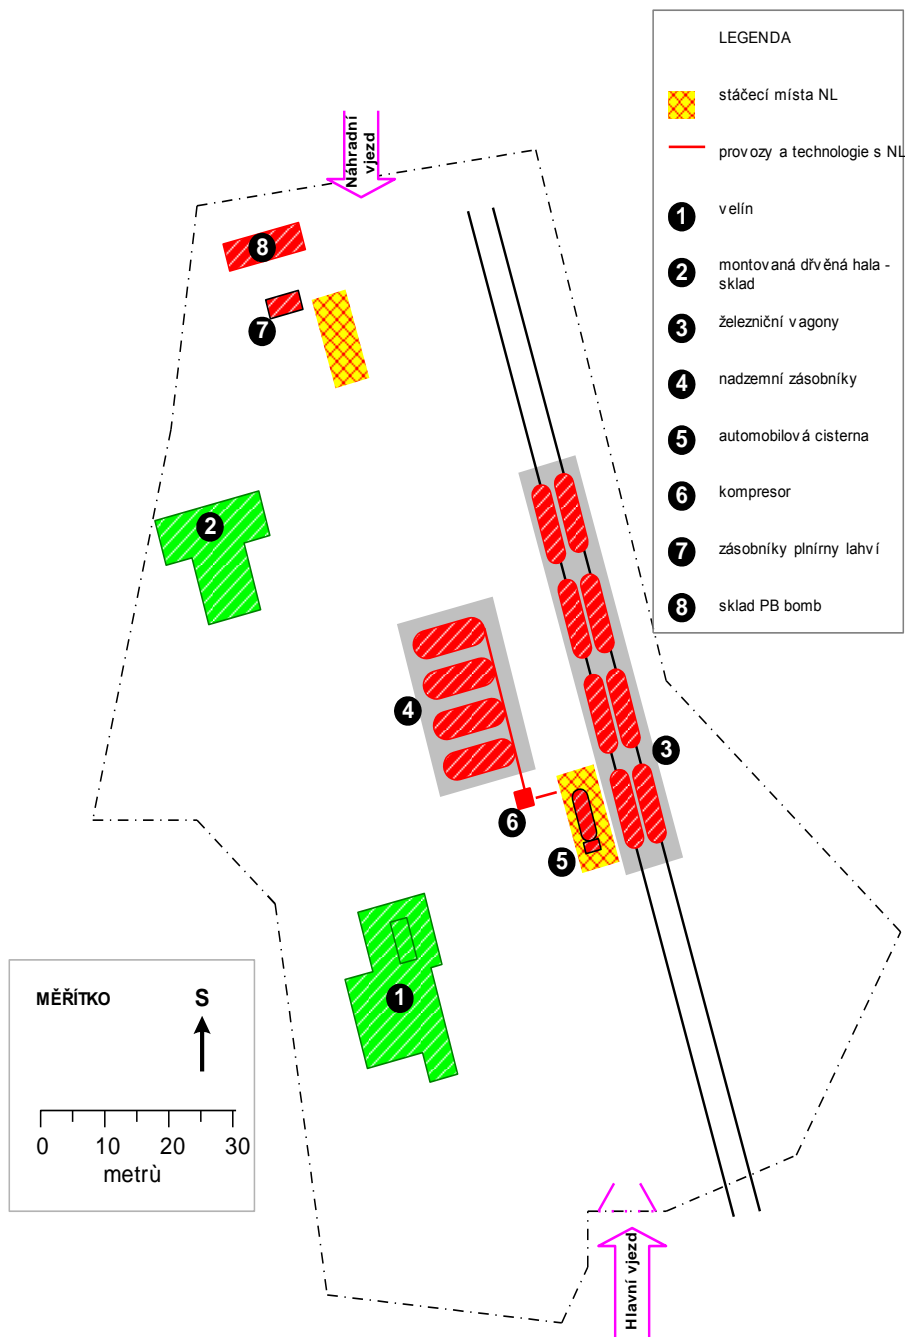 LEGENDA
stáčecí místa NL
provozy a technologie s NL
1 velín
2 montovaná dřvěná hala -
sklad
3 železniční vagony
4 nadzemní zásobníky
5 automobilová cisterna
6 kompresor
7 zásobníky plnírny lahví
8 sklad PB bomb
Náhradní
vjezd
8
7
2
4
3
6
5
1
MĚŘÍTKO S
0 10 20 30
metrù
Hlavní vjezd